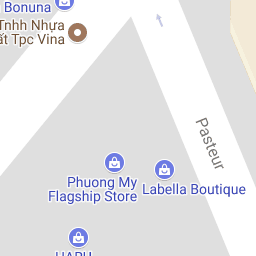 Bonuna
Tnhh Nhựa
ất Tpc Vina
Pasteur
Phuong My
Flagship Store
Labella Boutique